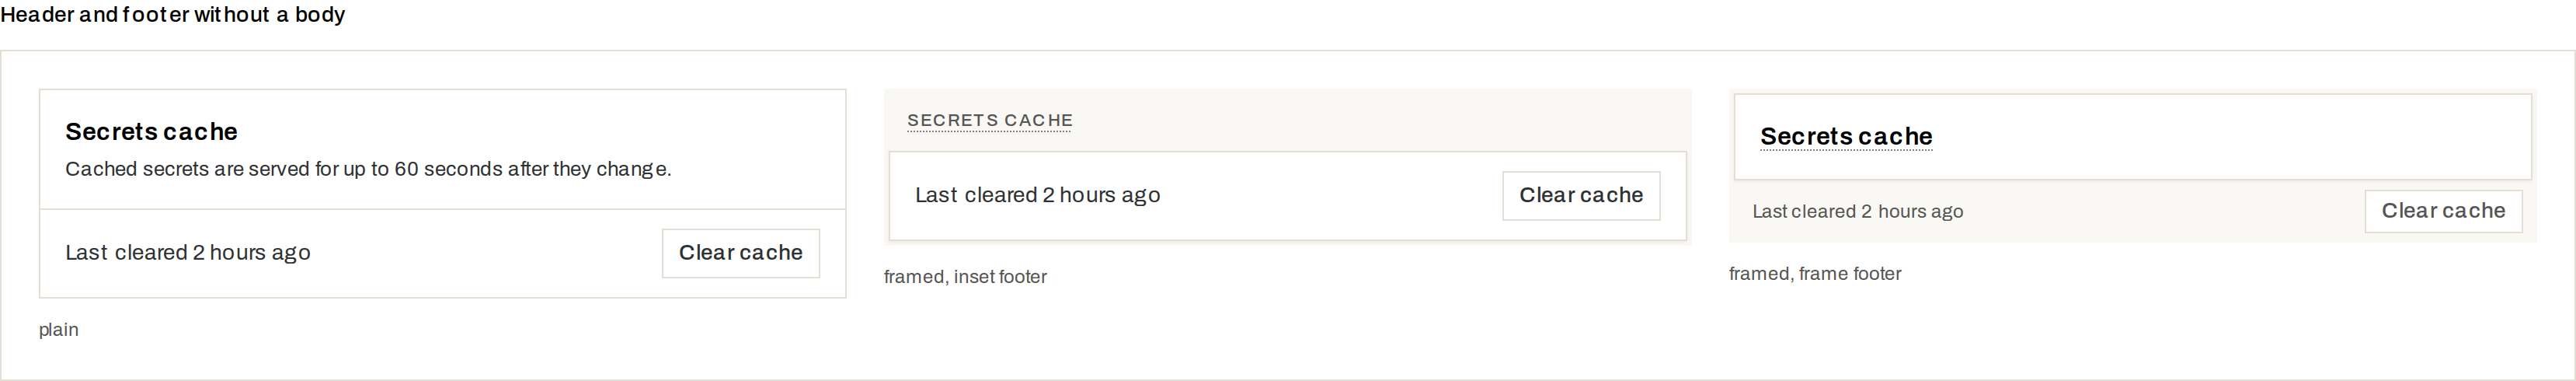 Header and footer without a body
Secrets cache
Cached secrets are served for up to 60 seconds after they change.
Last cleared 2 hours ago
Clear cache
plain
SECRETS CACHE
Last cleared 2 hours ago
Clear cache
framed, inset footer
Secrets cache
Last cleared 2 hours ago
Clear cache
framed, frame footer